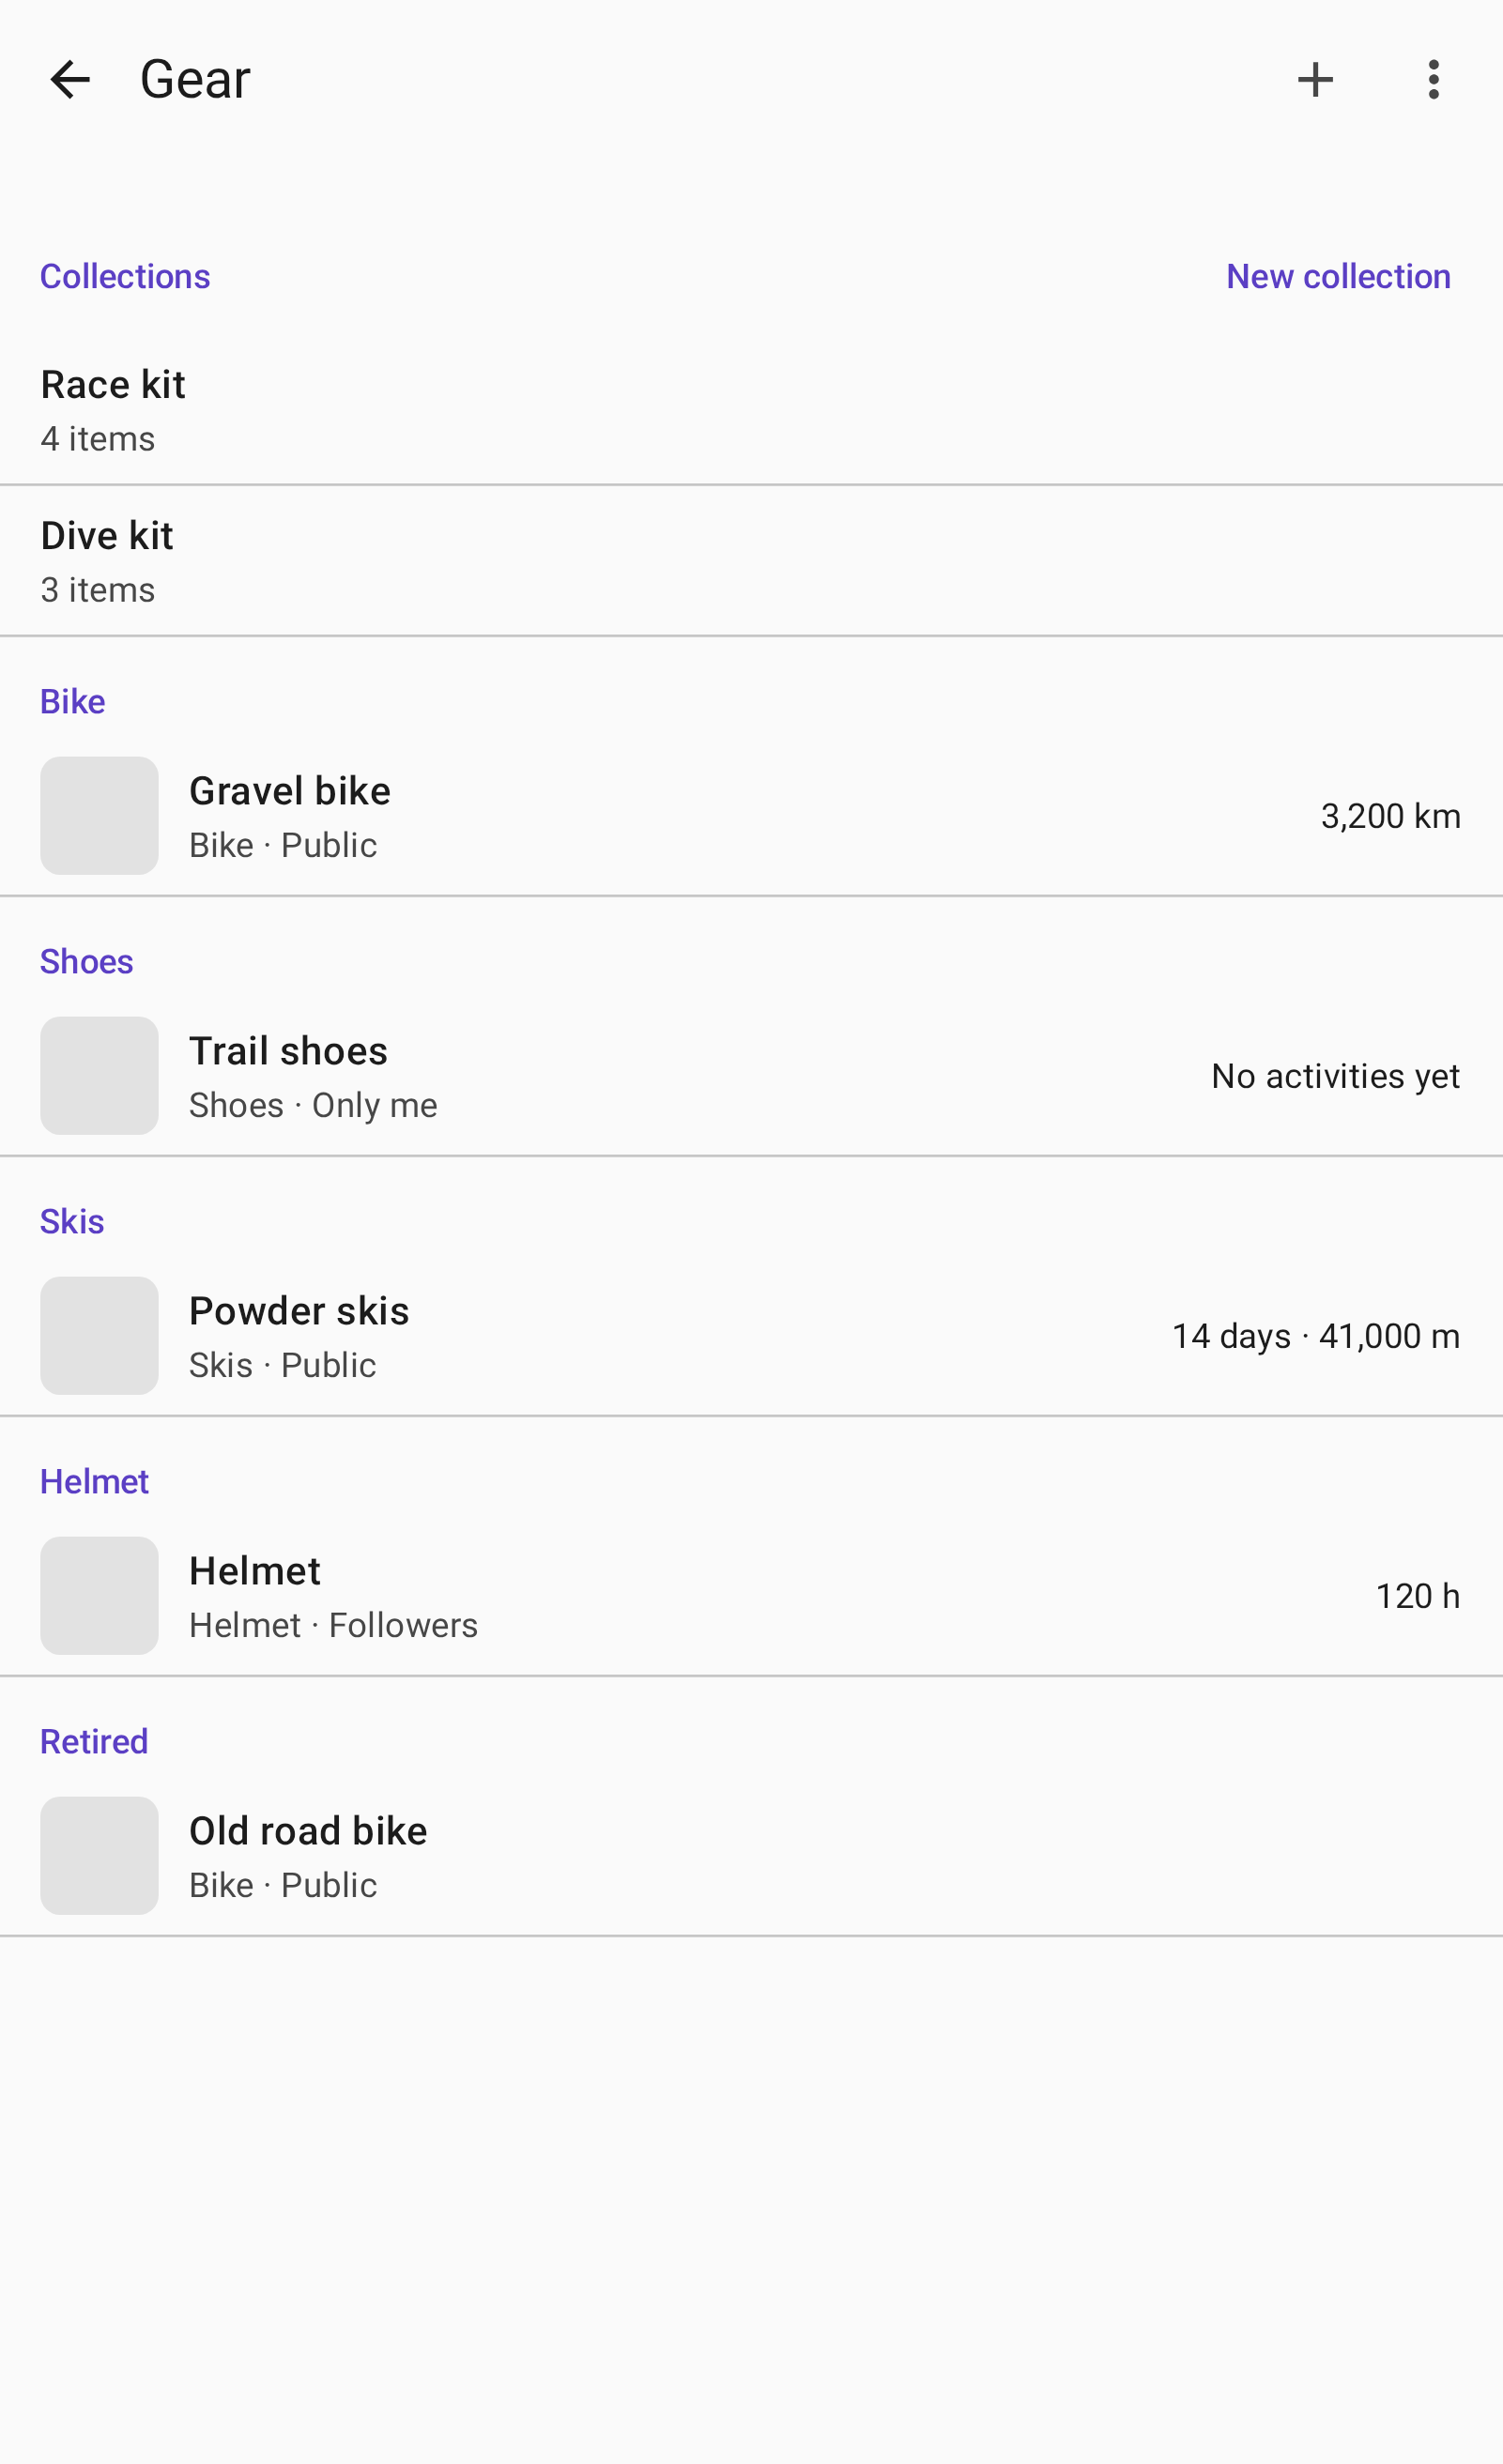 Gear
Collections
New collection
Race kit
4 items
Dive kit
3 items
Bike
Gravel bike
Bike · Public
3,200 km
Shoes
Trail shoes
Shoes · Only me
No activities yet
Skis
Powder skis
Skis · Public
14 days · 41,000 m
Helmet
Helmet
Helmet · Followers
120 h
Retired
Old road bike
Bike · Public